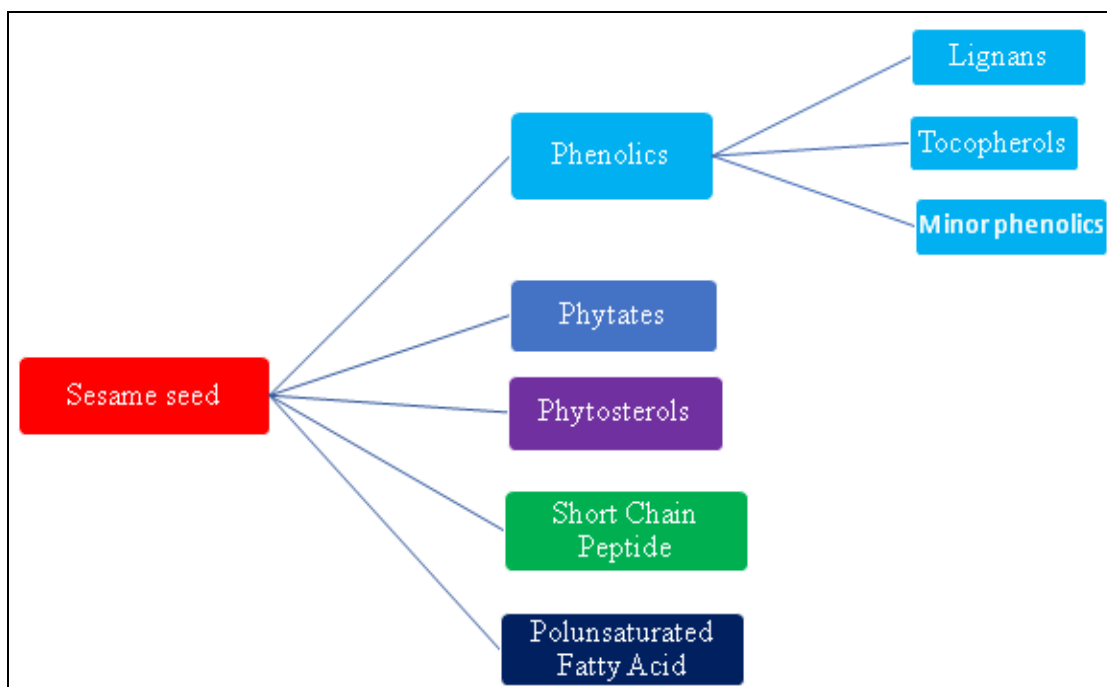 Lignans
Phenolics
Tocopherols
Minor phenolics
Phytates
Sesame seed
Phytosterols
Short Chain
Peptide
Polunsaturated
Fatty Acid